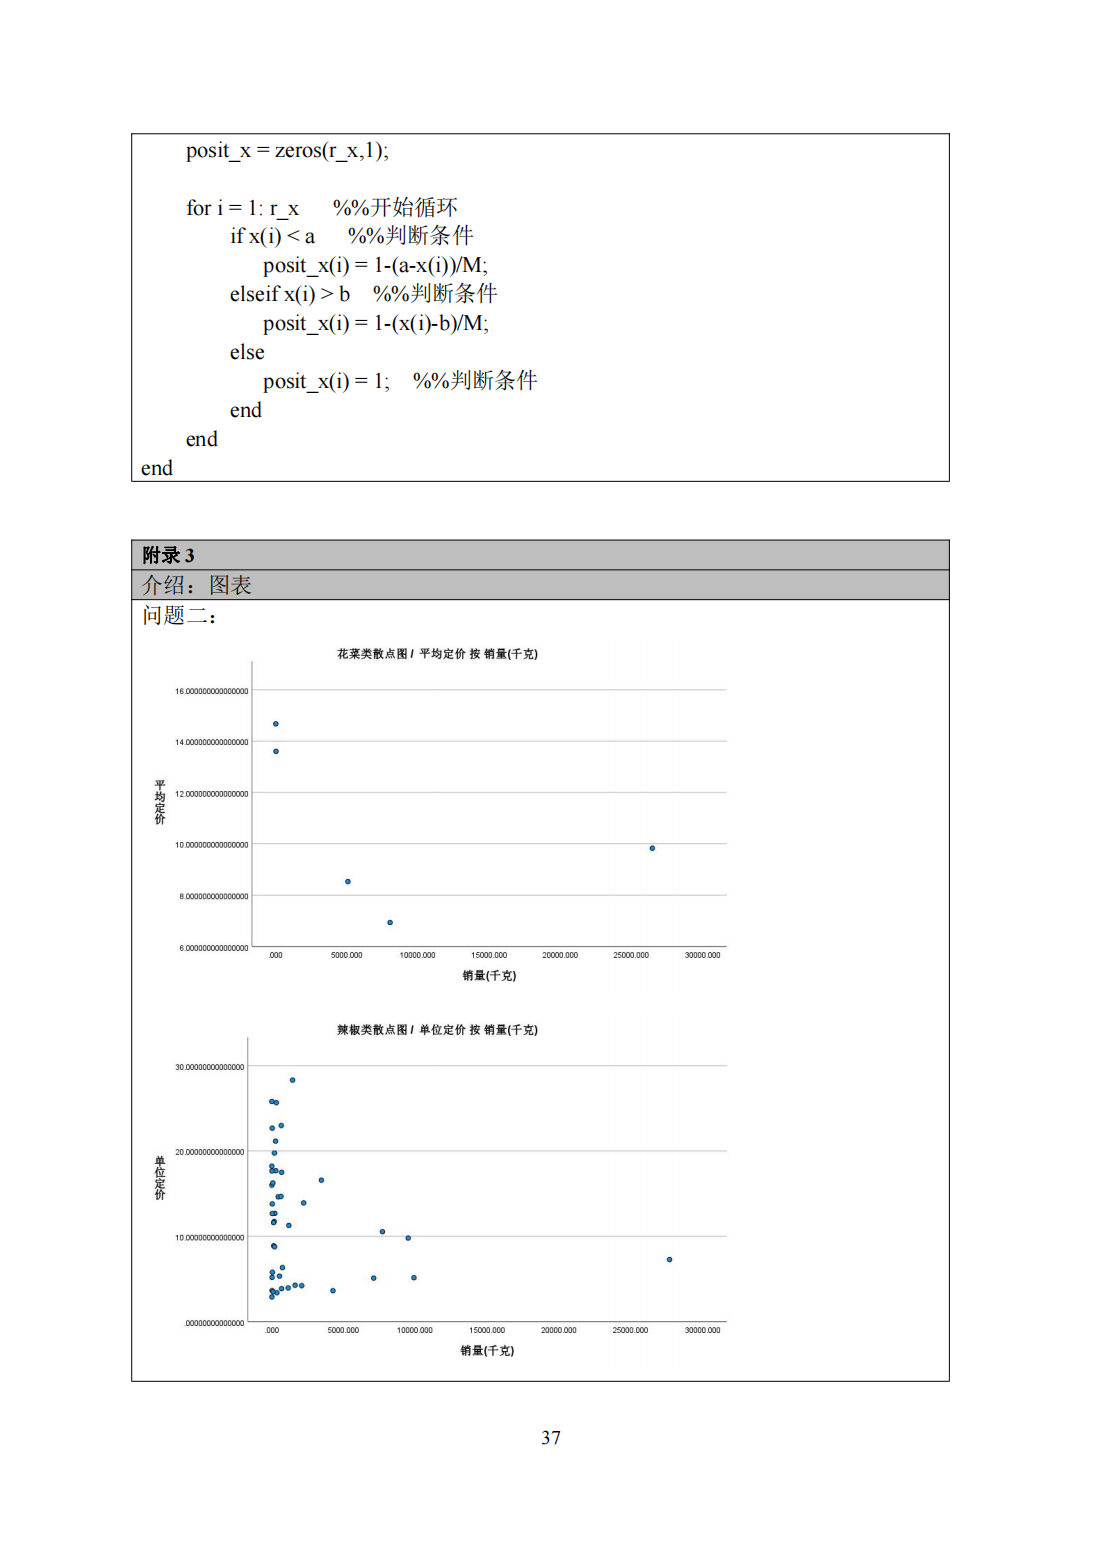 posit_x = zeros(r_x,1);
for i = 1: r_x %%开始循环
if x(i) < a %%判断条件
posit_x(i) = 1-(a-x(i))/M;
elseif x(i) > b %%判断条件
posit_x(i) = 1-(x(i)-b)/M;
else
posit_x(i) = 1; %%判断条件
end
end
end
附录 3
介绍：图表
问题二：
花菜类散点图 / 平均定价 按 销量(千克)
16.000000000000000
14.000000000000000
12.000000000000000
10.000000000000000
8.000000000000000
6.000000000000000
平均定价
.000 5000.000 10000.000 15000.000 20000.000 25000.000 30000.000
销量(千克)
辣椒类散点图 / 单位定价 按 销量(千克)
30.00000000000000
20.00000000000000
10.00000000000000
.00000000000000
单位定价
.000 5000.000 10000.000 15000.000 20000.000 25000.000 30000.000
销量(千克)
37